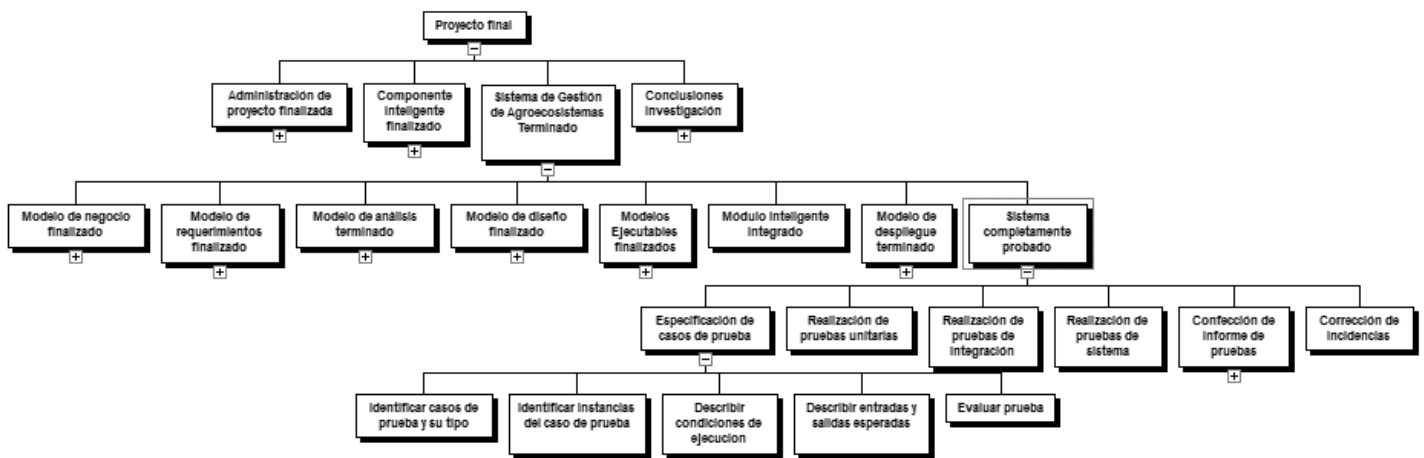 Proyecto final
Administración de
proyecto finalizada
Componente
inteligente
finalizado
Sistema de Gestión
de Agroecosistemas
Terminado
Conclusiones
investigación
Modelo de negocio
finalizado
Modelo de
requerimientos
finalizado
Modelo de análisis
terminado
Modelo de diseño
finalizado
Modelos
Ejecutables
finalizados
Módulo inteligente
integrado
Modelo de
despliegue
terminado
Sistema
completamente
probado
Especificación de
casos de prueba
Realización de
pruebas unitarias
Realización de
pruebas de
integración
Realización de
pruebas de
sistema
Confección de
informe de
pruebas
Corrección de
incidencias
Identificar casos de
prueba y su tipo
Identificar instancias
del caso de prueba
Describir
condiciones de
ejecucion
Describir entradas y
salidas esperadas
Evaluar prueba